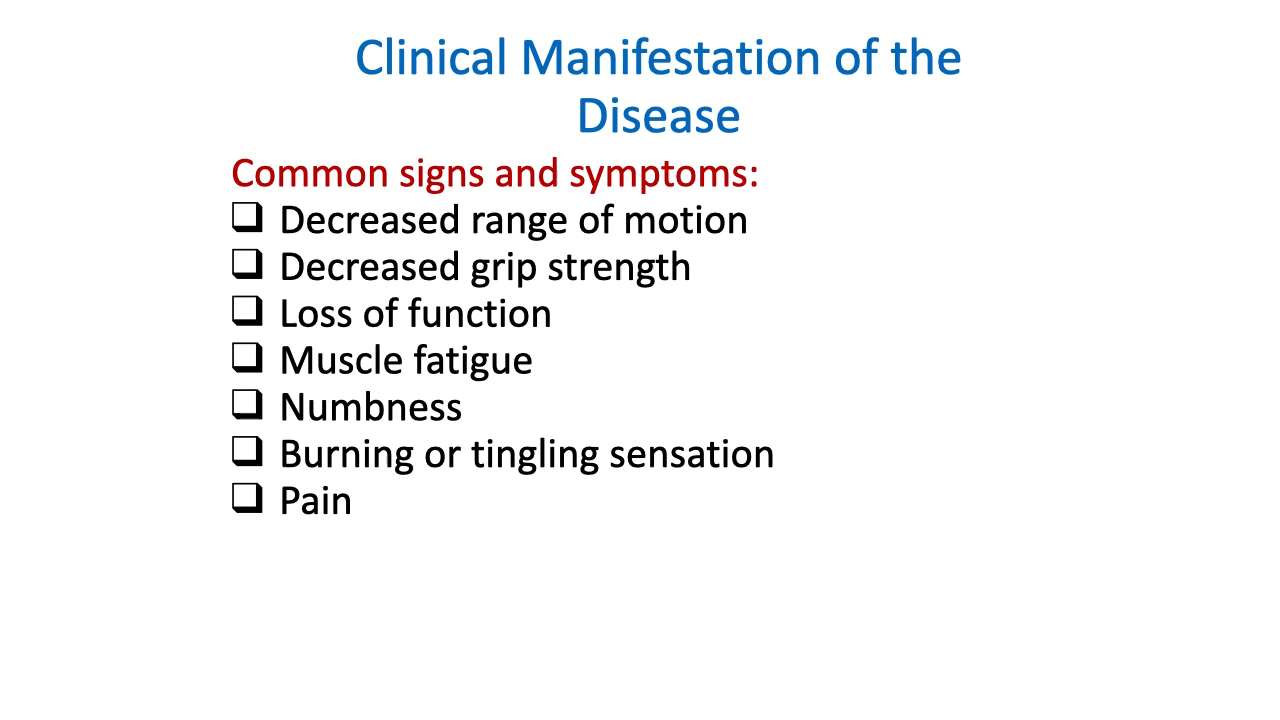 Clinical Manifestation of the
Disease
Common signs and symptoms:
❑ Decreased range of motion
❑ Decreased grip strength
❑ Loss of function
❑ Muscle fatigue
❑ Numbness
❑ Burning or tingling sensation
❑ Pain